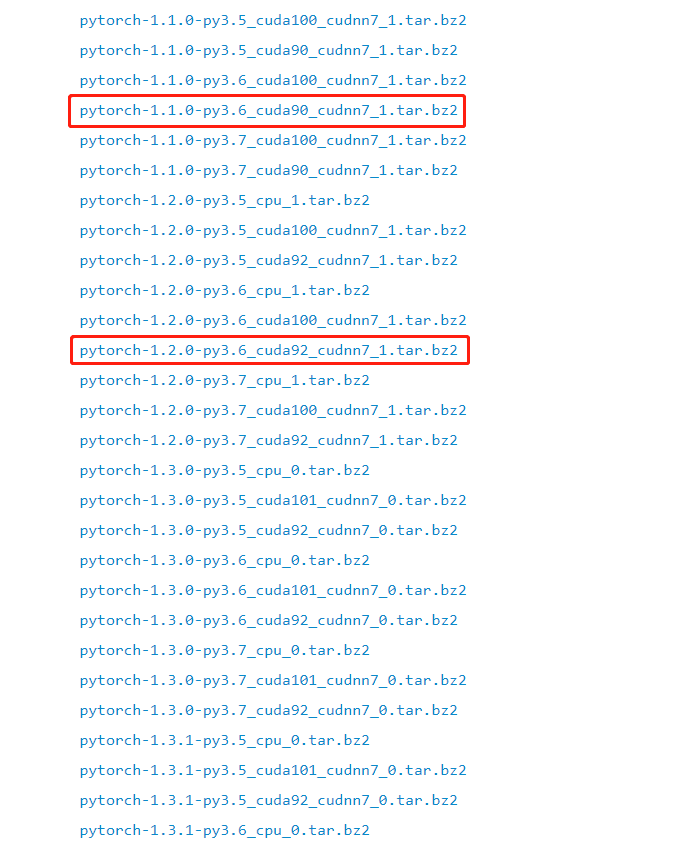 pytorch-1.1.0-py3.5_cuda100_cudnn7_1.tar.bz2
pytorch-1.1.0-py3.5_cuda90_cudnn7_1.tar.bz2
pytorch-1.1.0-py3.6_cuda100_cudnn7_1.tar.bz2
pytorch-1.1.0-py3.6_cuda90_cudnn7_1.tar.bz2
pytorch-1.1.0-py3.7_cuda100_cudnn7_1.tar.bz2
pytorch-1.1.0-py3.7_cuda90_cudnn7_1.tar.bz2
pytorch-1.2.0-py3.5_cpu_1.tar.bz2
pytorch-1.2.0-py3.5_cuda100_cudnn7_1.tar.bz2
pytorch-1.2.0-py3.5_cuda92_cudnn7_1.tar.bz2
pytorch-1.2.0-py3.6_cpu_1.tar.bz2
pytorch-1.2.0-py3.6_cuda100_cudnn7_1.tar.bz2
pytorch-1.2.0-py3.6_cuda92_cudnn7_1.tar.bz2
pytorch-1.2.0-py3.7_cpu_1.tar.bz2
pytorch-1.2.0-py3.7_cuda100_cudnn7_1.tar.bz2
pytorch-1.2.0-py3.7_cuda92_cudnn7_1.tar.bz2
pytorch-1.3.0-py3.5_cpu_0.tar.bz2
pytorch-1.3.0-py3.5_cuda101_cudnn7_0.tar.bz2
pytorch-1.3.0-py3.5_cuda92_cudnn7_0.tar.bz2
pytorch-1.3.0-py3.6_cpu_0.tar.bz2
pytorch-1.3.0-py3.6_cuda101_cudnn7_0.tar.bz2
pytorch-1.3.0-py3.6_cuda92_cudnn7_0.tar.bz2
pytorch-1.3.0-py3.7_cpu_0.tar.bz2
pytorch-1.3.0-py3.7_cuda101_cudnn7_0.tar.bz2
pytorch-1.3.0-py3.7_cuda92_cudnn7_0.tar.bz2
pytorch-1.3.1-py3.5_cpu_0.tar.bz2
pytorch-1.3.1-py3.5_cuda101_cudnn7_0.tar.bz2
pytorch-1.3.1-py3.5_cuda92_cudnn7_0.tar.bz2
pytorch-1.3.1-py3.6_cpu_0.tar.bz2